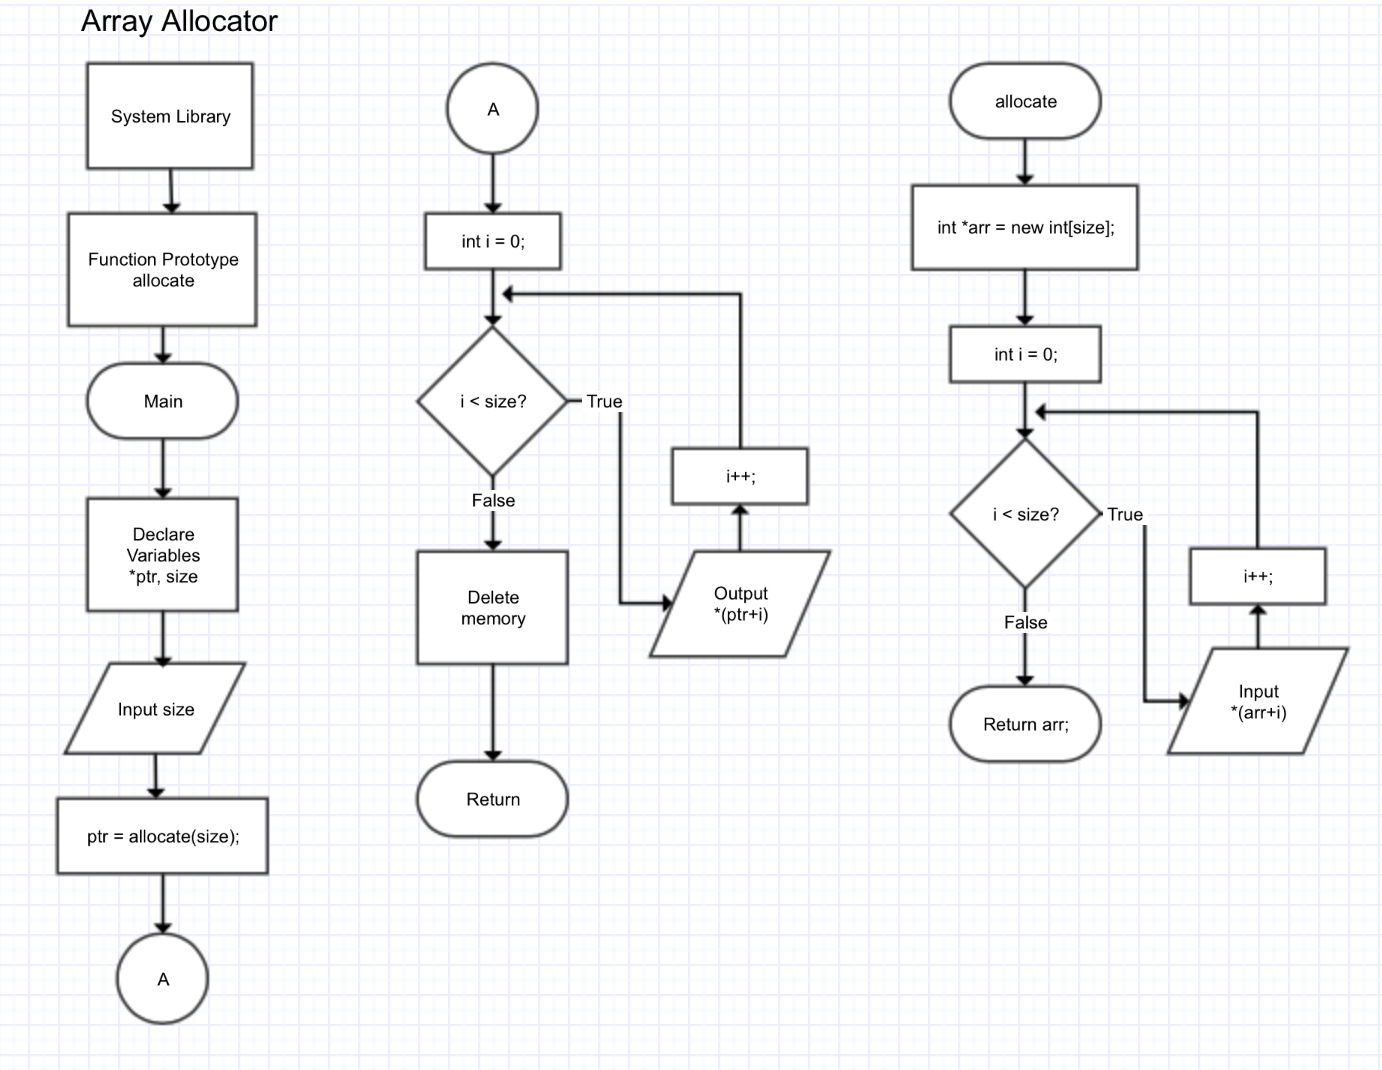 Array Allocator
System Library
Function Prototype
allocate
Main
Declare
Variables
*ptr, size
Input size
ptr = allocate(size);
A
A
int i = 0;
i < size?
True
False
i++;
Output
*(ptr+i)
Delete
memory
Return
allocate
int *arr = new int[size];
int i = 0;
i < size?
True
False
i++;
Input
*(arr+i)
Return arr;